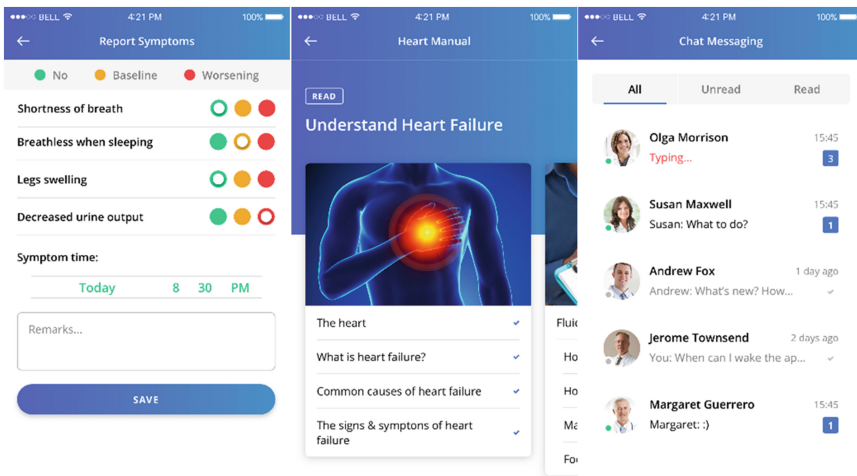 BELL 4:21 PM 100%
Report Symptoms
No Baseline Worsening
Shortness of breath
Breathless when sleeping
Legs swelling
Decreased urine output
Symptom time:
Today 8 30 PM
Remarks...
SAVE
BELL 4:21 PM 100%
Heart Manual
READ
Understand Heart Failure
The heart
What is heart failure?
Common causes of heart failure
The signs & symptons of heart
failure
Ho
Ho
BELL 4:21 PM 100%
Chat Messaging
All Unread Read
Olga Morrison 15:45
Typing... 3
Susan Maxwell 15:45
Susan: What to do? 1
Andrew Fox 1 day ago
Andrew: What's new? How...
Jerome Townsend 2 days ago
You: When can I wake the ap...
Margaret Guerrero 15:45
Margaret: :) 1